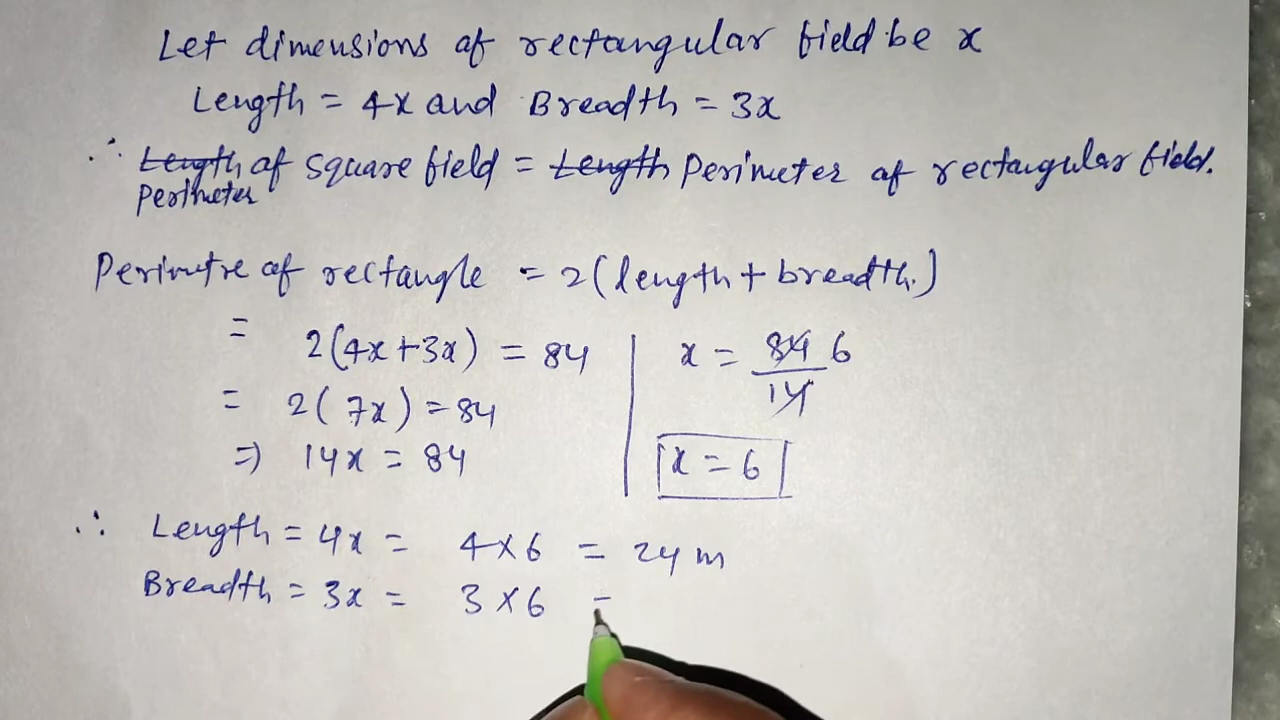 Let dimensions of rectangular field be x
Length = 4x and Breadth = 3x
∴ Length of square field = Length Perimeter of rectangular field.
Perimeter
Perimtre of rectangle = 2(length + breadth.)
= 2(4x+3x) = 84
= 2(7x) = 84
⇒ 14x = 84
x = 84/14 6
x = 6
∴ Length = 4x = 4×6 = 24 m
Breadth = 3x = 3×6 =